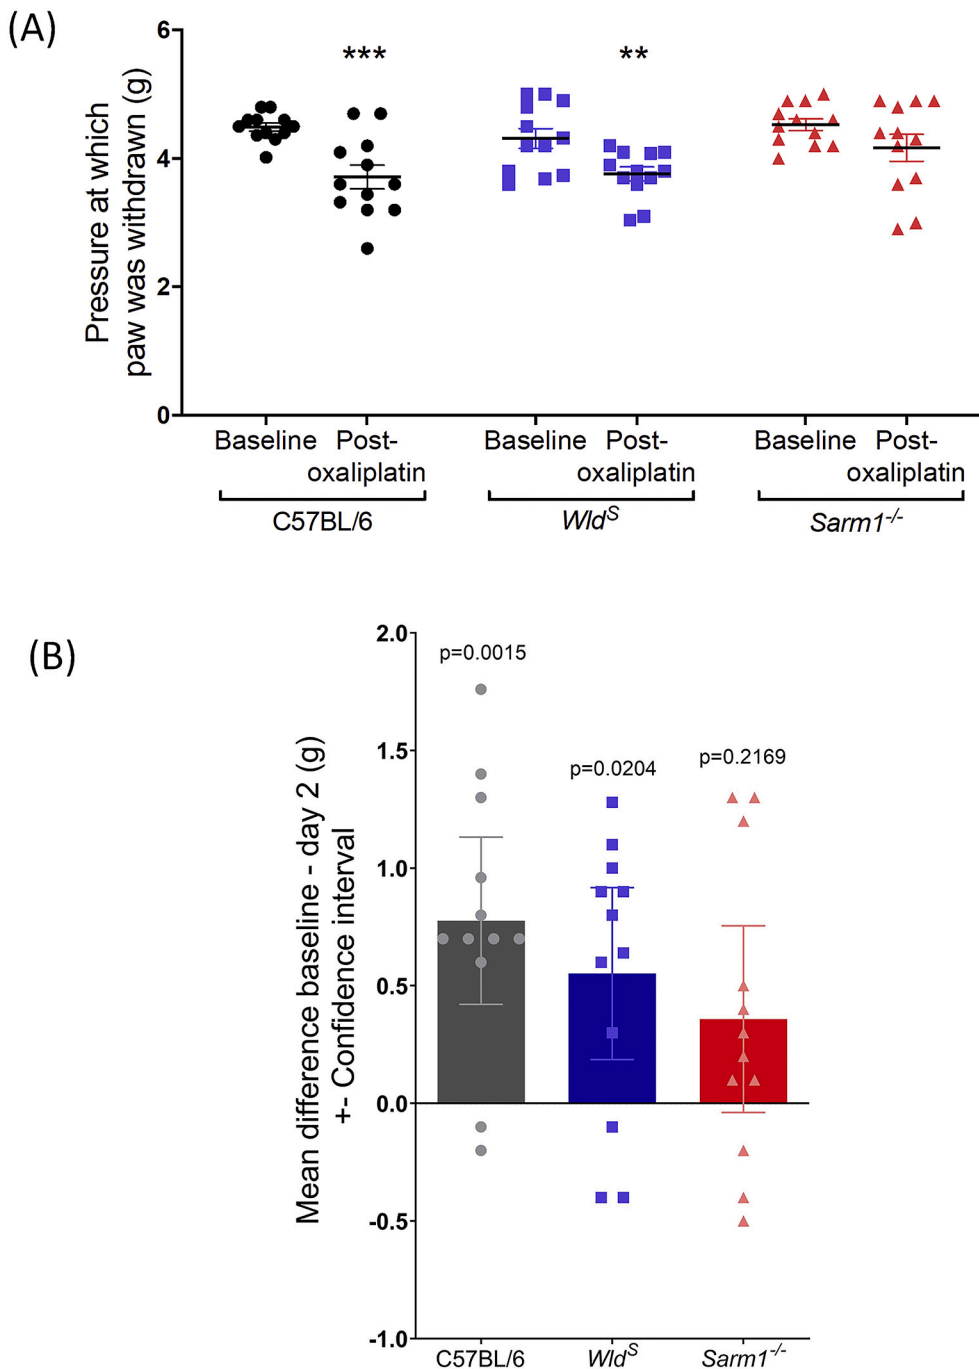 (A)
Pressure at which
paw was withdrawn (g)
6
4
2
0
***
**
Baseline Post-oxaliplatin Baseline Post-oxaliplatin Baseline Post-oxaliplatin
C57BL/6 WldS Sarm1-/-
(B)
Mean difference baseline - day 2 (g)
+- Confidence interval
2.0
1.5
1.0
0.5
0.0
-0.5
-1.0
p=0.0015
p=0.0204
p=0.2169
C57BL/6 WldS Sarm1-/-